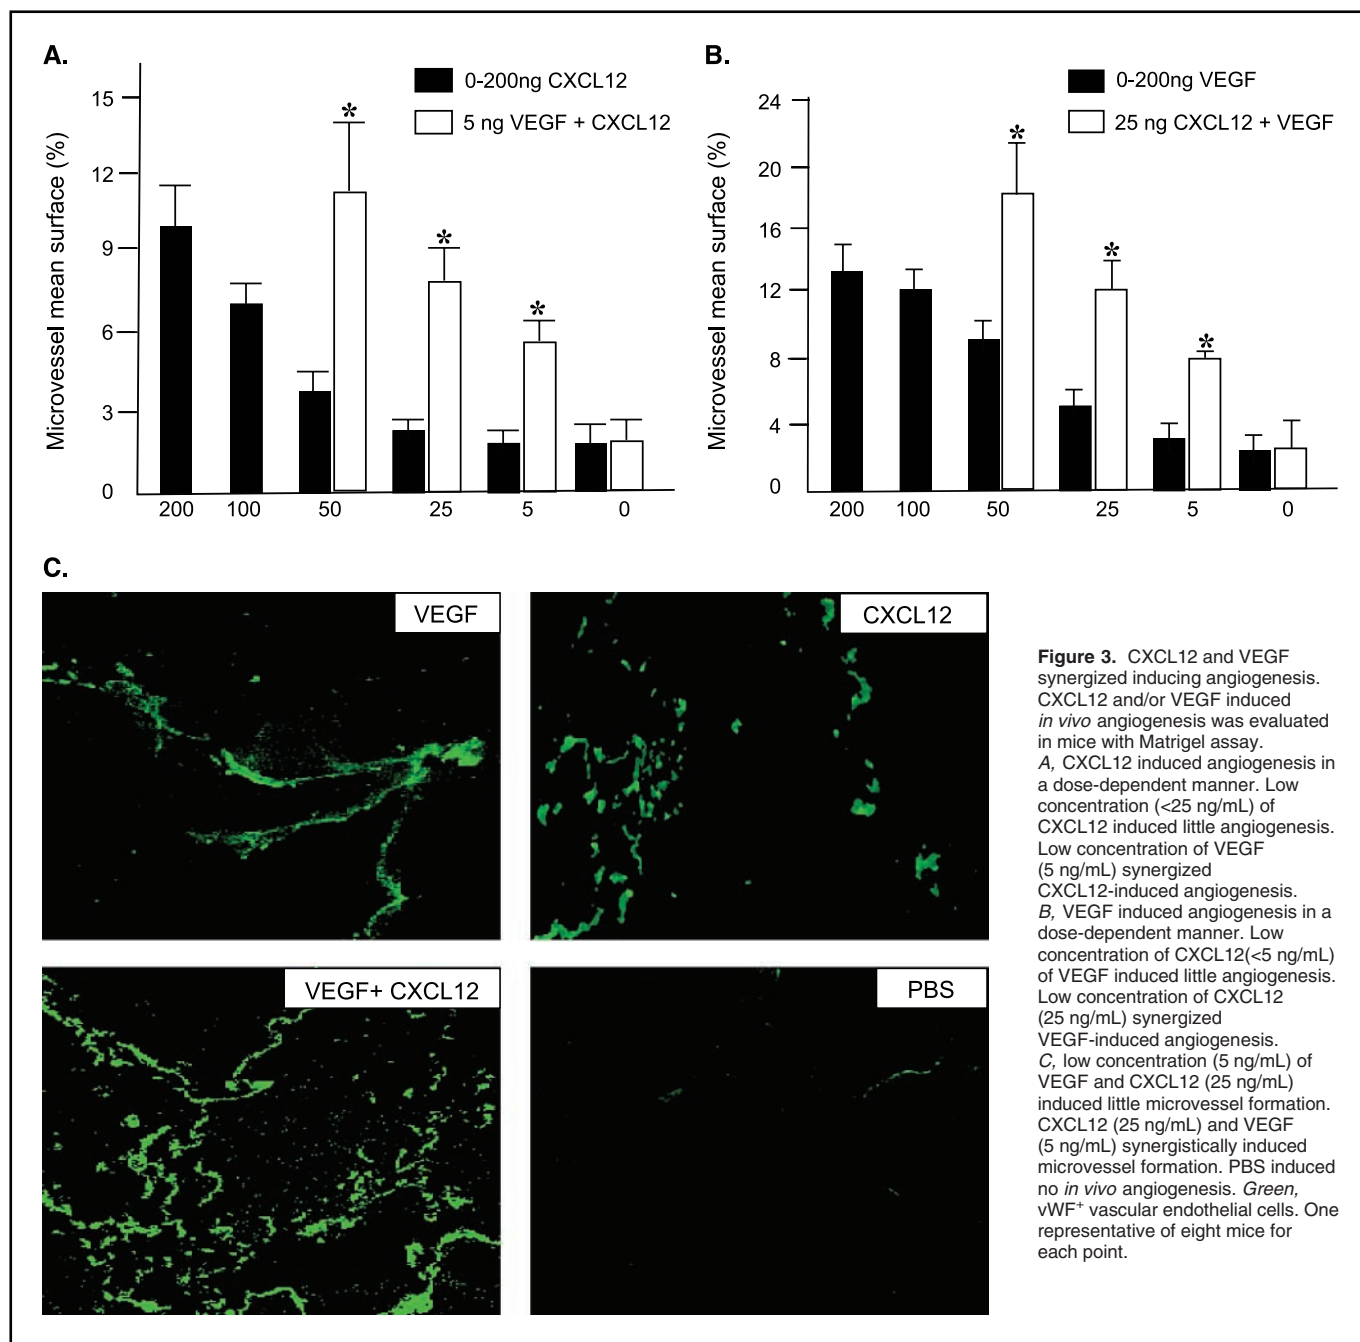 A.
0-200ng CXCL12
5 ng VEGF + CXCL12
Microvessel mean surface (%)
15
12
9
6
3
0
*
*
*
200 100 50 25 5 0
B.
0-200ng VEGF
25 ng CXCL12 + VEGF
Microvessel mean surface (%)
24
20
16
12
8
4
0
*
*
*
200 100 50 25 5 0
C.
VEGF
CXCL12
VEGF+ CXCL12
PBS
Figure 3. CXCL12 and VEGF
synergized inducing angiogenesis.
CXCL12 and/or VEGF induced
in vivo angiogenesis was evaluated
in mice with Matrigel assay.
A, CXCL12 induced angiogenesis in
a dose-dependent manner. Low
concentration (<25 ng/mL) of
CXCL12 induced little angiogenesis.
Low concentration of VEGF
(5 ng/mL) synergized
CXCL12-induced angiogenesis.
B, VEGF induced angiogenesis in a
dose-dependent manner. Low
concentration of CXCL12(<5 ng/mL)
of VEGF induced little angiogenesis.
Low concentration of CXCL12
(25 ng/mL) synergized
VEGF-induced angiogenesis.
C, low concentration (5 ng/mL) of
VEGF and CXCL12 (25 ng/mL)
induced little microvessel formation.
CXCL12 (25 ng/mL) and VEGF
(5 ng/mL) synergistically induced
microvessel formation. PBS induced
no in vivo angiogenesis. Green,
vWF+ vascular endothelial cells. One
representative of eight mice for
each point.